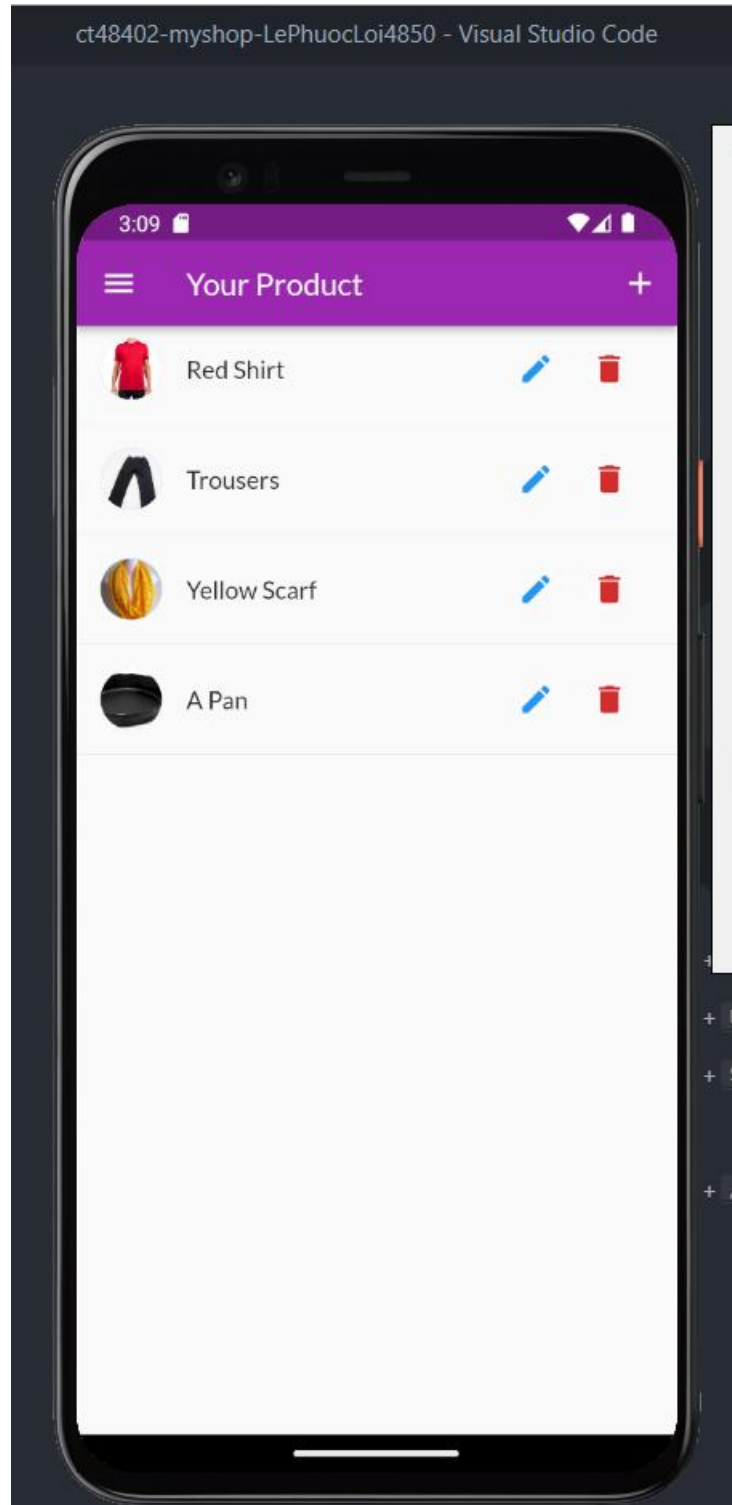 ct48402-myshop-LePhuocLoi4850 - Visual Studio Code
3:09
Your Product
Red Shirt
Trousers
Yellow Scarf
A Pan